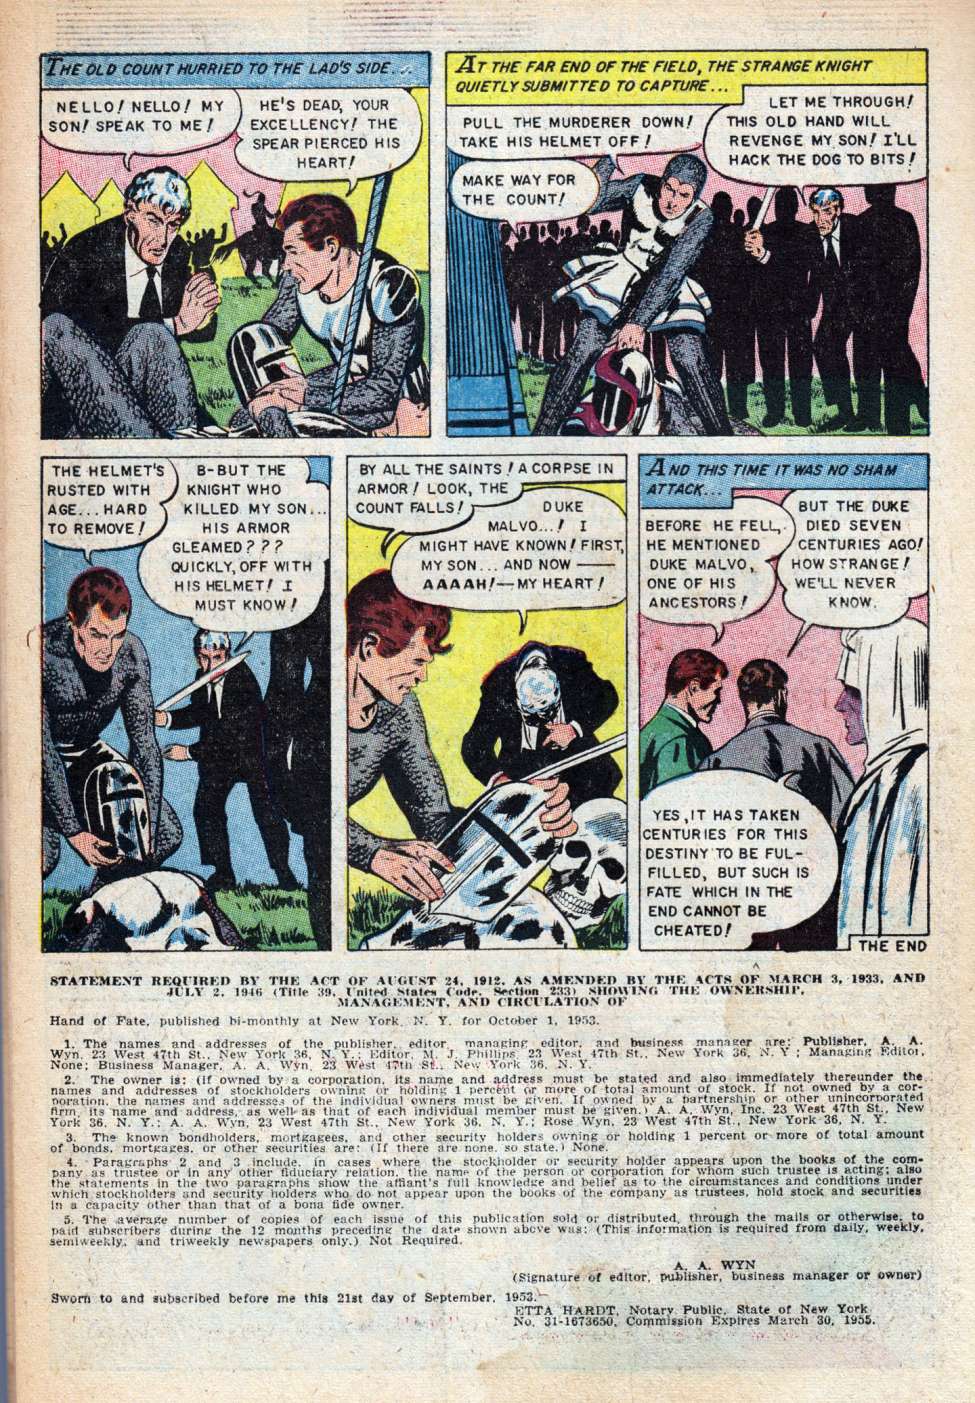 THE OLD COUNT HURRIED TO THE LAD'S SIDE...
NELLO! NELLO! MY
SON! SPEAK TO ME!
HE'S DEAD, YOUR
EXCELLENCY! THE
SPEAR PIERCED HIS
HEART!
AT THE FAR END OF THE FIELD, THE STRANGE KNIGHT
QUIETLY SUBMITTED TO CAPTURE...
PULL THE MURDERER DOWN!
TAKE HIS HELMET OFF!
MAKE WAY FOR
THE COUNT!
LET ME THROUGH!
THIS OLD HAND WILL
REVENGE MY SON! I'LL
HACK THE DOG TO BITS!
THE HELMET'S
RUSTED WITH
AGE... HARD
TO REMOVE!
B-BUT THE
KNIGHT WHO
KILLED MY SON...
HIS ARMOR
GLEAMED???
QUICKLY, OFF WITH
HIS HELMET! I
MUST KNOW!
BY ALL THE SAINTS! A CORPSE IN
ARMOR! LOOK, THE
COUNT FALLS!
DUKE
MALVO...! I
MIGHT HAVE KNOWN! FIRST,
MY SON... AND NOW —
AAAAH!—MY HEART!
AND THIS TIME IT WAS NO SHAM
ATTACK...
BEFORE HE FELL,
HE MENTIONED
DUKE MALVO,
ONE OF HIS
ANCESTORS!
BUT THE DUKE
DIED SEVEN
CENTURIES AGO!
HOW STRANGE!
WE'LL NEVER
KNOW.
YES, IT HAS TAKEN
CENTURIES FOR THIS
DESTINY TO BE FUL-
FILLED, BUT SUCH IS
FATE WHICH IN THE
END CANNOT BE
CHEATED!
THE END
STATEMENT REQUIRED BY THE ACT OF AUGUST 24, 1912, AS AMENDED BY THE ACTS OF MARCH 3, 1933, AND
JULY 2, 1946 (Title 39, United States Code, Section 233) SHOWING THE OWNERSHIP,
MANAGEMENT, AND CIRCULATION OF
Hand of Fate, published bi-monthly at New York, N. Y. for October 1, 1953.
1. The names and addresses of the publisher, editor, managing editor, and business manager are: Publisher, A. A.
Wyn, 23 West 47th St., New York 36, N. Y.; Editor, M. J. Phillips, 23 West 47th St., New York 36, N. Y; Managing Editor,
None; Business Manager, A. A. Wyn, 23 West 47th St., New York 36, N. Y.
2. The owner is: (if owned by a corporation, its name and address must be stated and also immediately thereunder the
names and addresses of stockholders owning or holding 1 percent or more of total amount of stock. If not owned by a cor-
poration, the names and addresses of the individual owners must be given. If owned by a partnership or other unincorporated
firm, its name and address, as well as that of each individual member must be given.) A. A. Wyn, Inc. 23 West 47th St., New
York 36, N. Y.; A. A. Wyn, 23 West 47th St., New York 36, N. Y.; Rose Wyn, 23 West 47th St., New York 36, N. Y.
3. The known bondholders, mortgagees, and other security holders owning or holding 1 percent or more of total amount
of bonds, mortgages, or other securities are: (If there are none, so state.) None.
4. Paragraphs 2 and 3 include, in cases where the stockholder or security holder appears upon the books of the com-
pany as trustee or in any other fiduciary relation, the name of the person or corporation for whom such trustee is acting; also
the statements in the two paragraphs show the affiant's full knowledge and belief as to the circumstances and conditions under
which stockholders and security holders who do not appear upon the books of the company as trustees, hold stock and securities
in a capacity other than that of a bona fide owner.
5. The average number of copies of each issue of this publication sold or distributed, through the mails or otherwise, to
paid subscribers during the 12 months preceding the date shown above was: (This information is required from daily, weekly,
semiweekly, and triweekly newspapers only.) Not Required.
A. A. WYN
(Signature of editor, publisher, business manager or owner)
Sworn to and subscribed before me this 21st day of September, 1953.
ETTA HARDT, Notary Public, State of New York
No. 31-1673650, Commission Expires March 30, 1955.